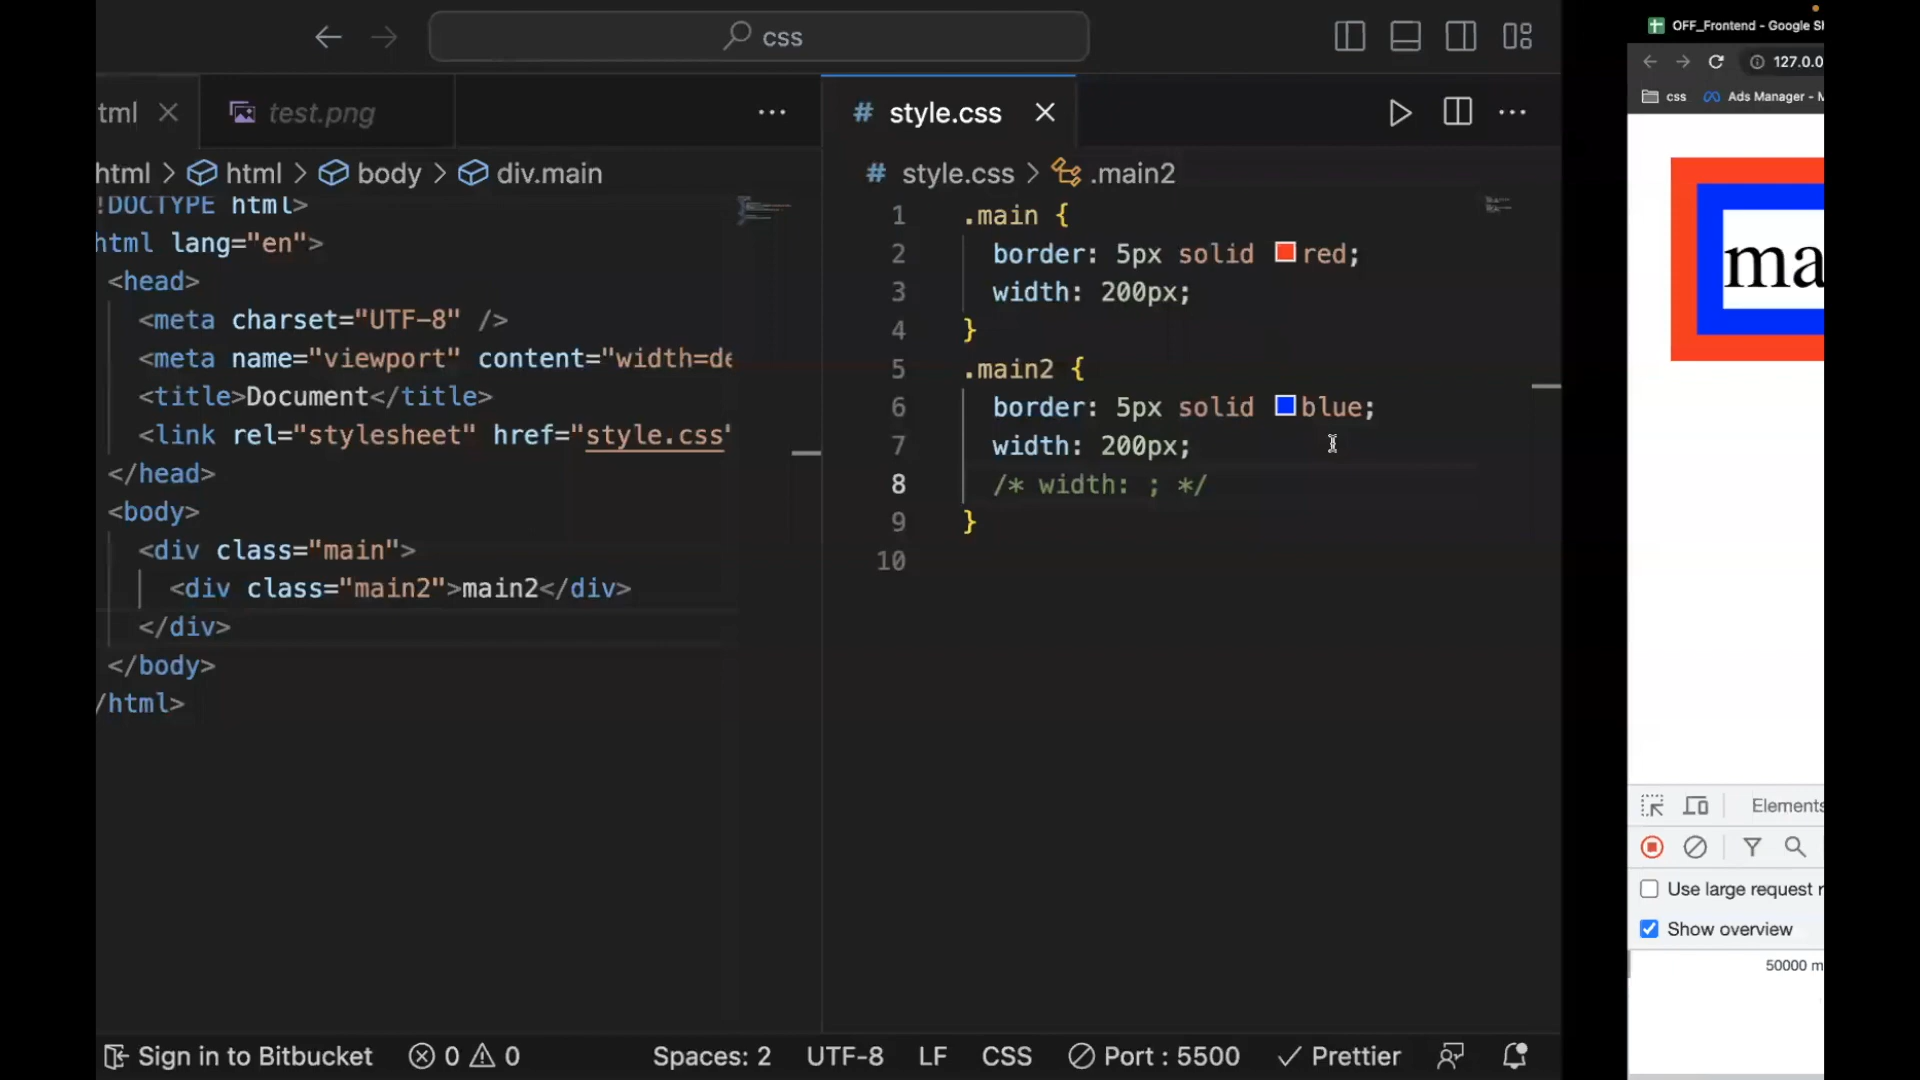 css
tml
test.png
style.css
html > html > body > div.main
style.css > .main2
!DOCTYPE html>
html lang="en">
<head>
<meta charset="UTF-8" />
<meta name="viewport" content="width=de
<title>Document</title>
<link rel="stylesheet" href="style.css"
</head>
<body>
<div class="main">
<div class="main2">main2</div>
</div>
</body>
/html>
1 .main {
2 border: 5px solid red;
3 width: 200px;
4 }
5 .main2 {
6 border: 5px solid blue;
7 width: 200px;
8 /* width: ; */
9 }
10
Sign in to Bitbucket 0 0 Spaces: 2 UTF-8 LF CSS Port : 5500 Prettier
OFF_Frontend - Google Sh
127.0.0
css Ads Manager - M
ma
Elements
Use large request r
Show overview
50000 m